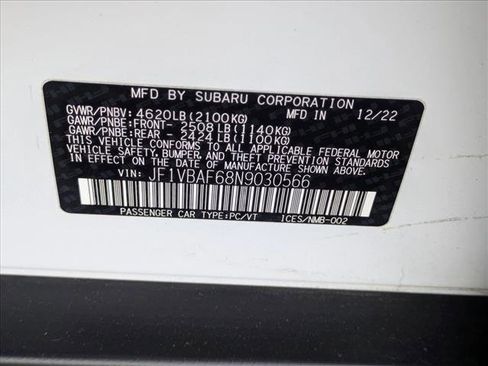 MFD BY SUBARU CORPORATION
MFD IN 12/22
GVWR/PNBV: 4620LB(2100KG)
GAWR/PNBE:FRONT- 2508LB(1140KG)
GAWR/PNBE:REAR - 2424LB(1100KG)
THIS VEHICLE CONFORMS TO ALL APPLICABLE FEDERAL MOTOR
VEHICLE SAFETY, BUMPER, AND THEFT PREVENTION STANDARDS
IN EFFECT ON THE DATE OF MANUFACTURE SHOWN ABOVE.
VIN: JF1VBAF68N9030566
PASSENGER CAR TYPE:PC/VT ICES/NMB-002